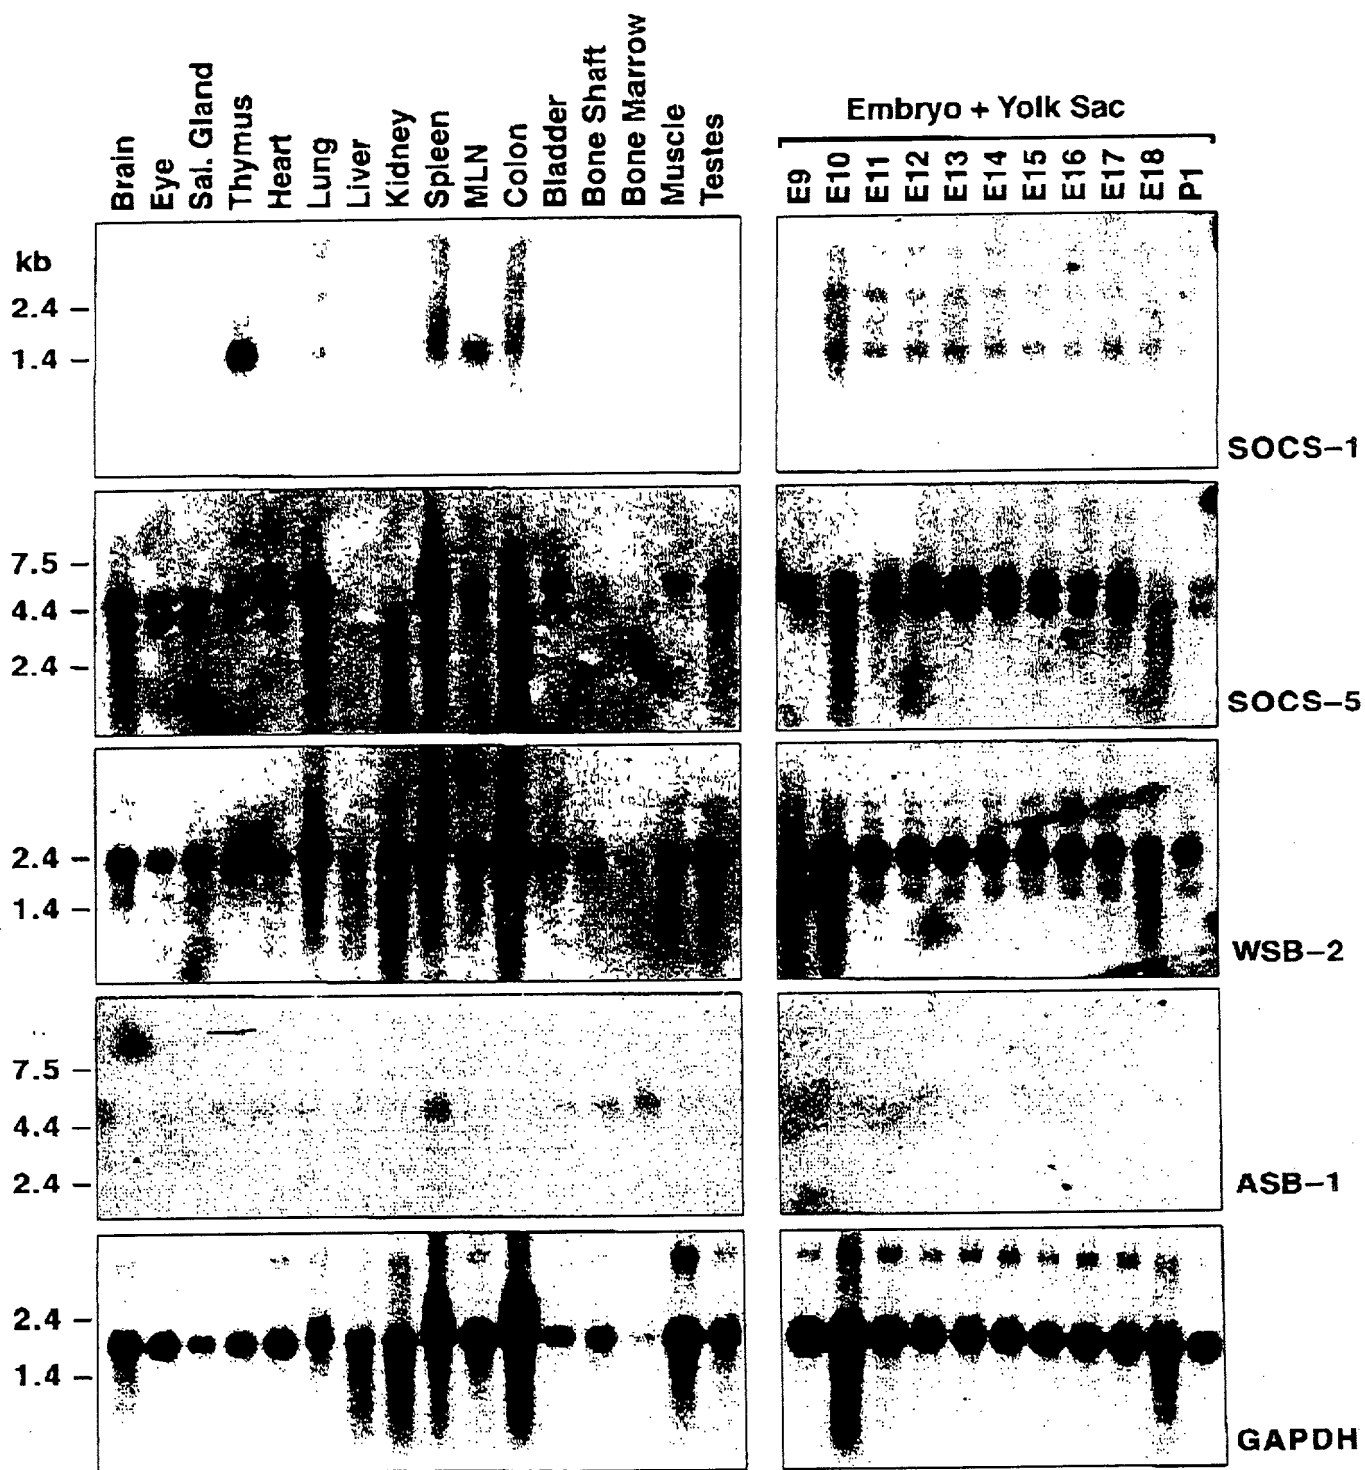 Brain
Eye
Sal. Gland
Thymus
Heart
Lung
Liver
Kidney
Spleen
MLN
Colon
Bladder
Bone Shaft
Bone Marrow
Muscle
Testes
Embryo + Yolk Sac
E9
E10
E11
E12
E13
E14
E15
E16
E17
E18
P1
kb
2.4 –
1.4 –
SOCS–1
7.5 –
4.4 –
2.4 –
SOCS–5
2.4 –
1.4 –
WSB–2
7.5 –
4.4 –
2.4 –
ASB–1
2.4 –
1.4 –
GAPDH